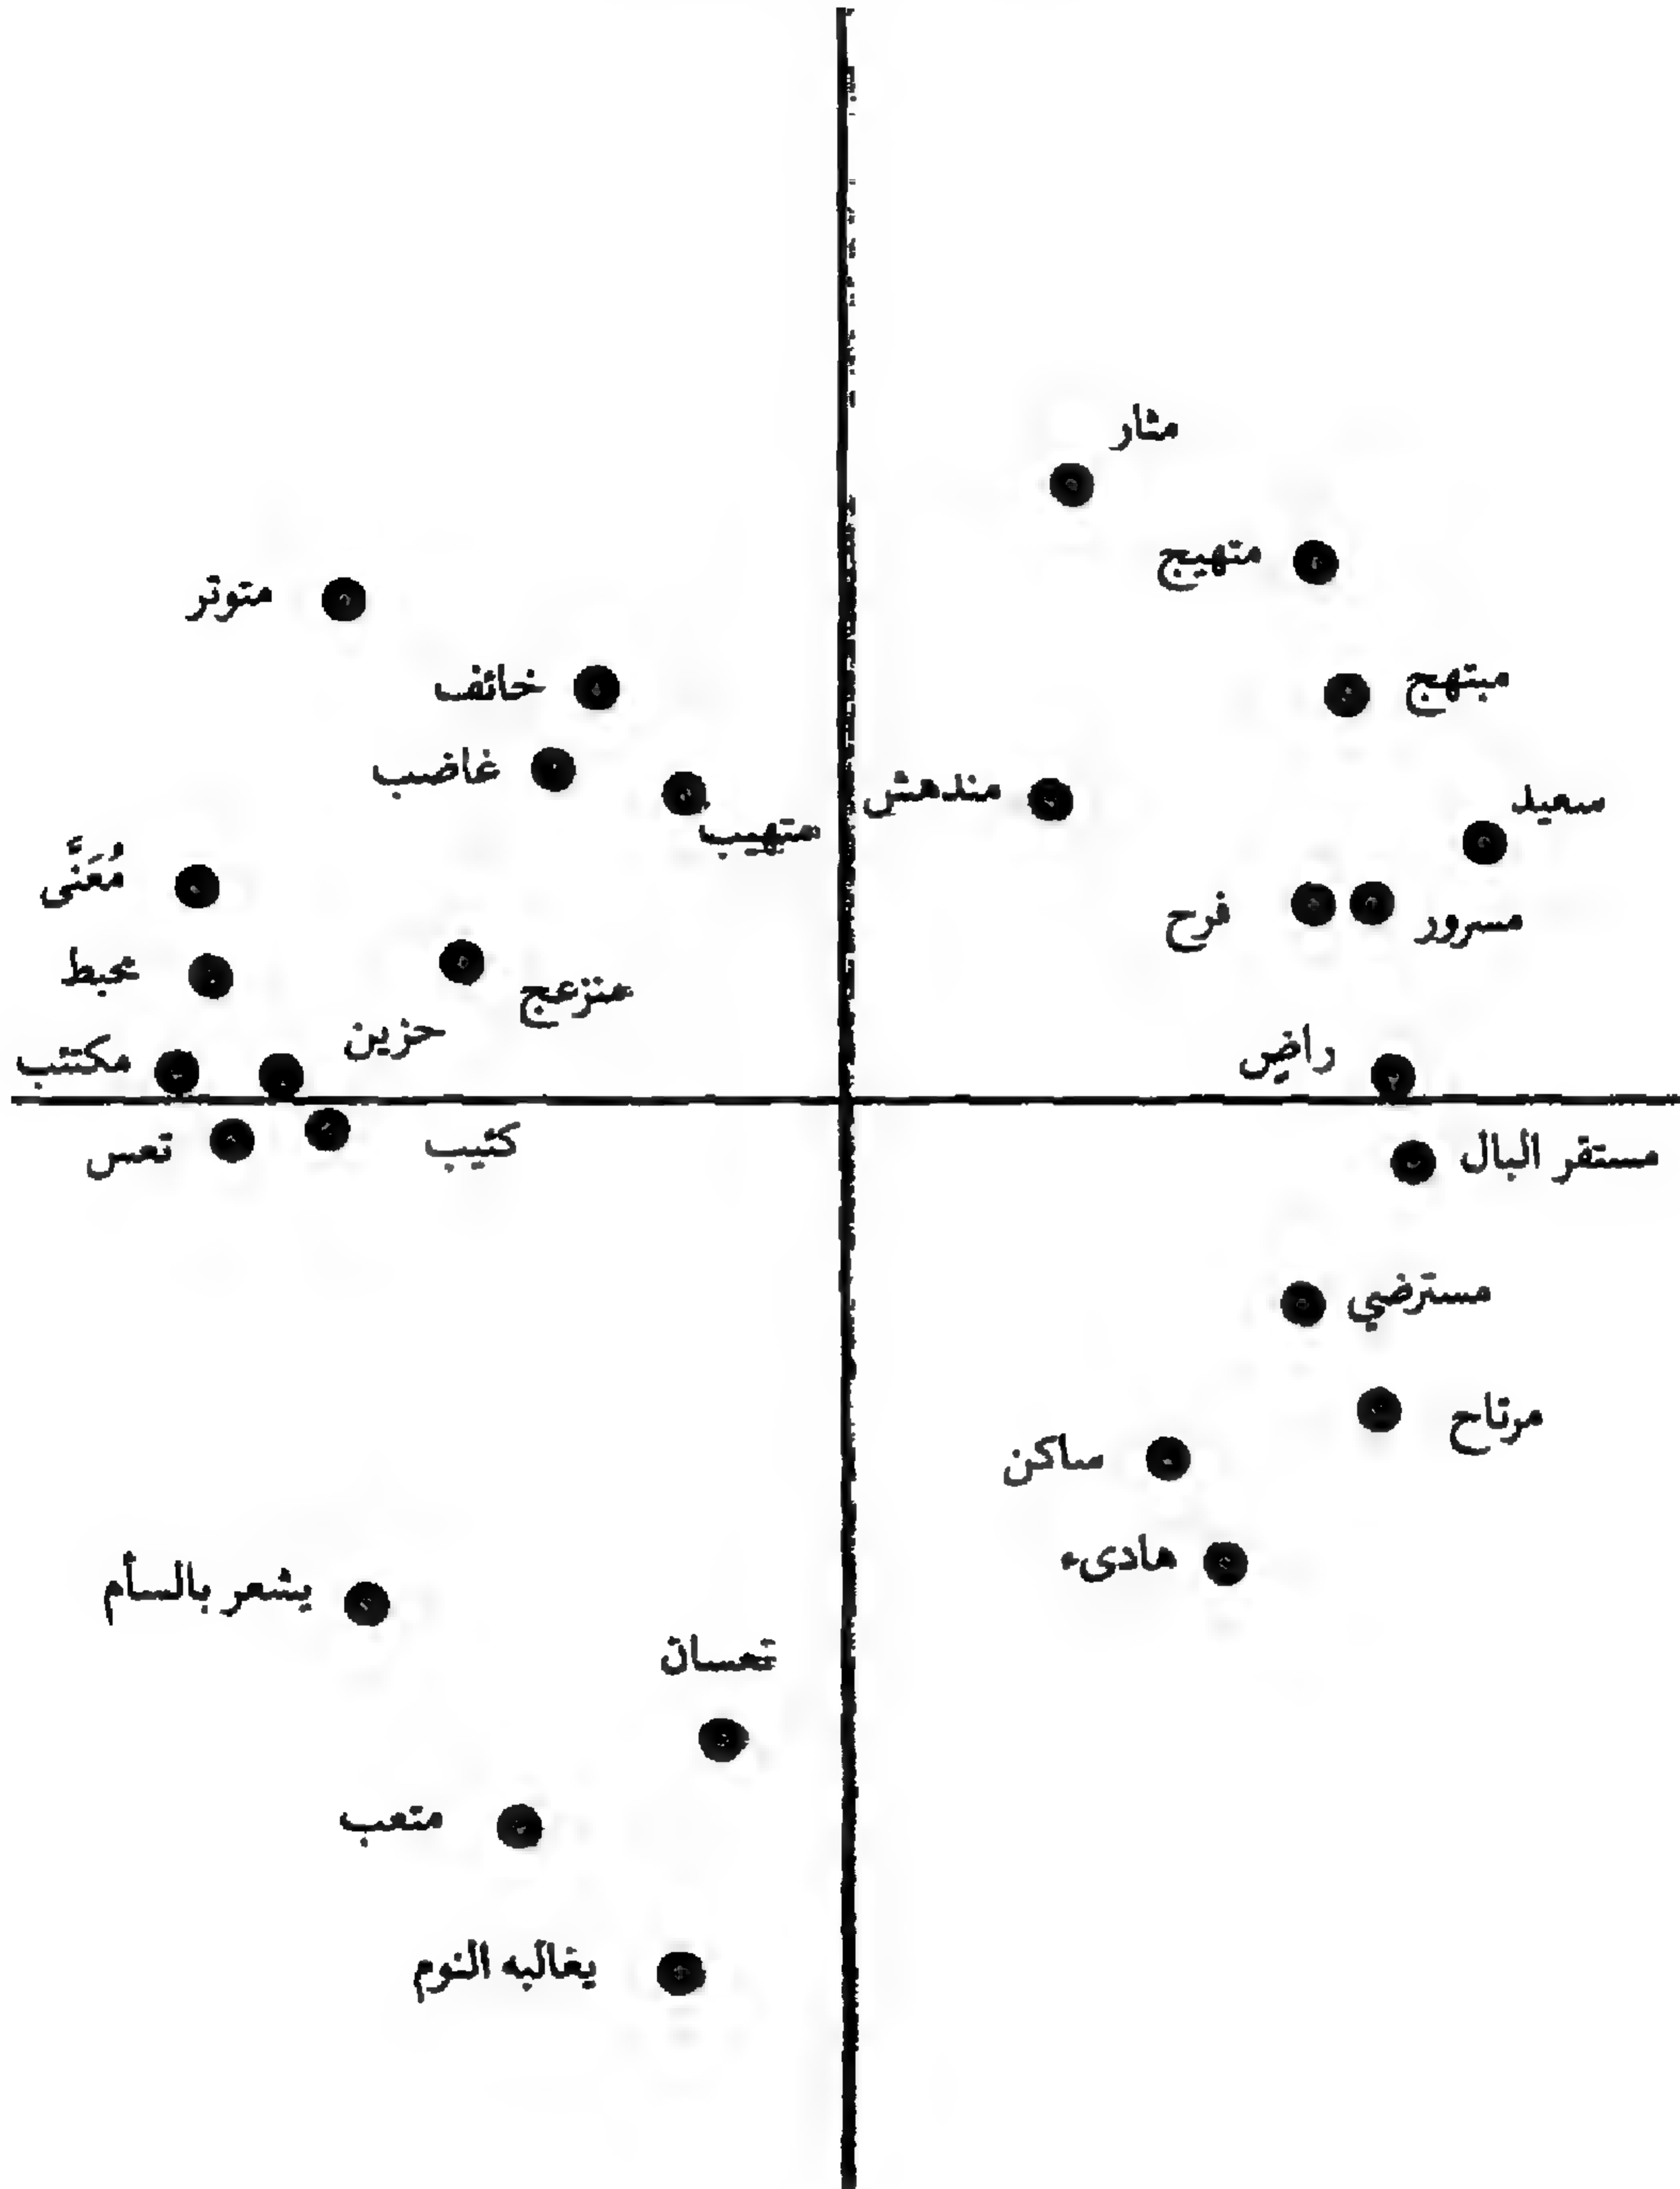 مثار
متهيج
متوتر
مبتهج
خائف
غاضب
مندهش
سعيد
متهيب
مُعَنًّى
فرح
مسرور
محبط
منزعج
حزين
راضٍ
مكتئب
كئيب
تعس
مستقر البال
مسترضي
مرتاح
ساكن
هادىء
يشعر بالسأم
نعسان
متعب
يغالبه النوم